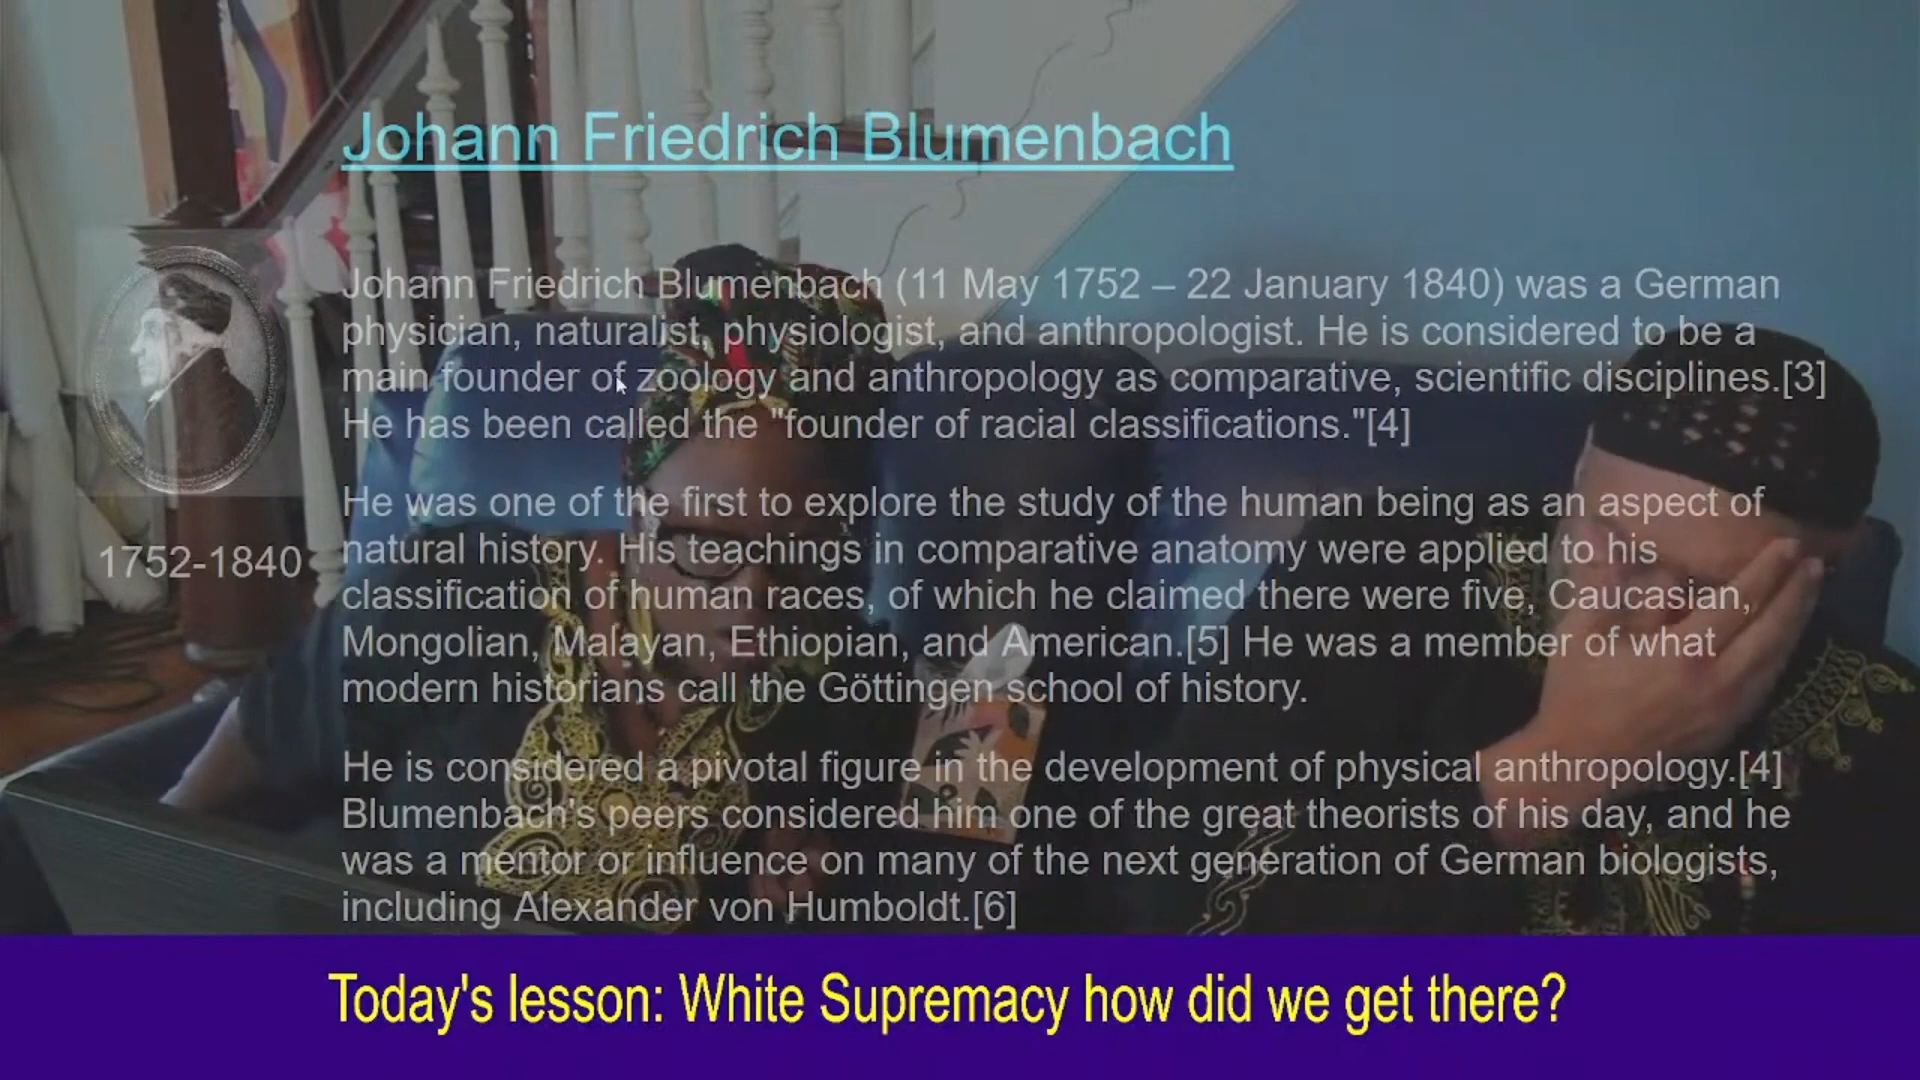 Johann Friedrich Blumenbach
Johann Friedrich Blumenbach (11 May 1752 – 22 January 1840) was a German
physician, naturalist, physiologist, and anthropologist. He is considered to be a
main founder of zoology and anthropology as comparative, scientific disciplines.[3]
He has been called the "founder of racial classifications."[4]
He was one of the first to explore the study of the human being as an aspect of
natural history. His teachings in comparative anatomy were applied to his
classification of human races, of which he claimed there were five, Caucasian,
Mongolian, Malayan, Ethiopian, and American.[5] He was a member of what
modern historians call the Göttingen school of history.
1752-1840
He is considered a pivotal figure in the development of physical anthropology.[4]
Blumenbach's peers considered him one of the great theorists of his day, and he
was a mentor or influence on many of the next generation of German biologists,
including Alexander von Humboldt.[6]
Today's lesson: White Supremacy how did we get there?